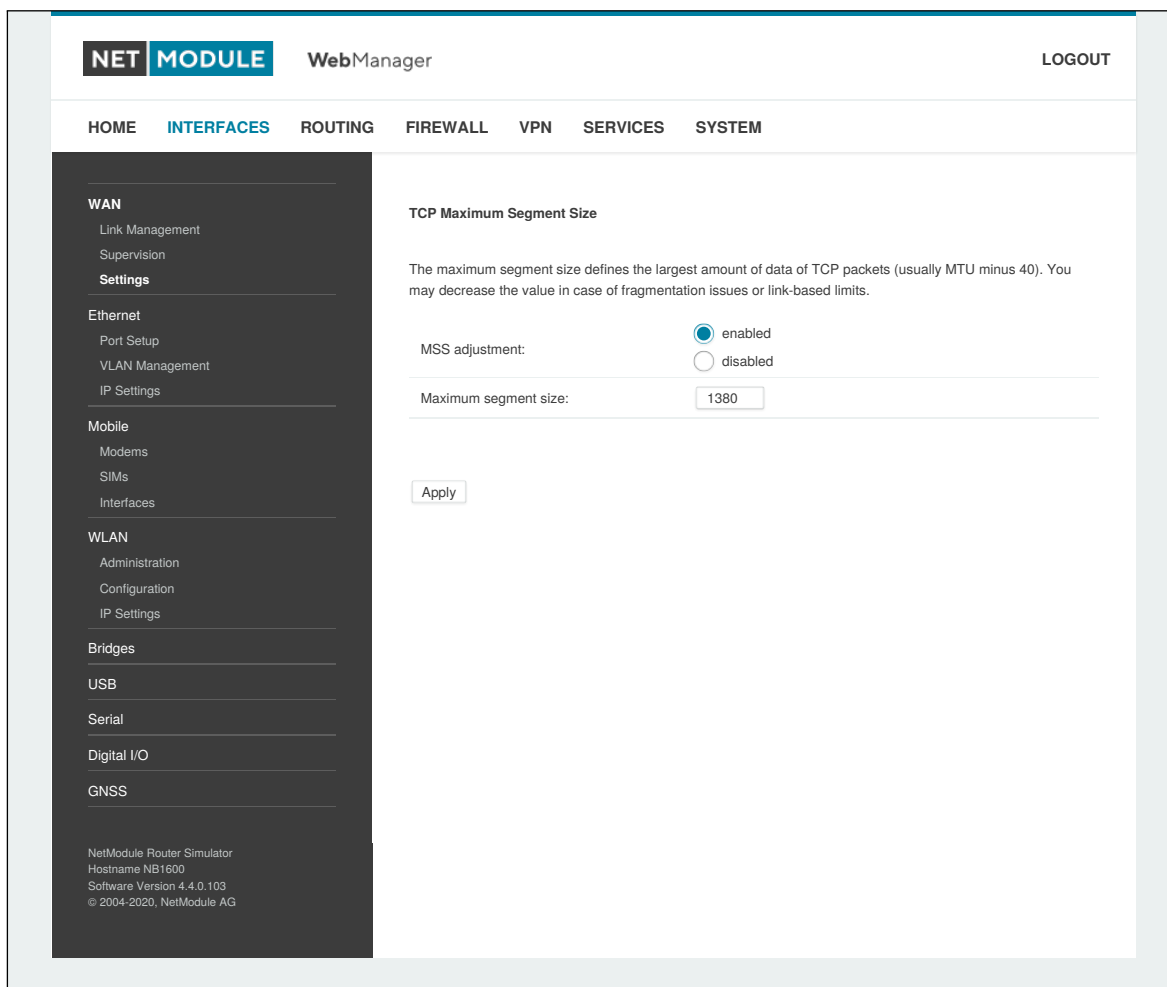 NET MODULE WebManager LOGOUT
HOME INTERFACES ROUTING FIREWALL VPN SERVICES SYSTEM
WAN
Link Management
Supervision
Settings
Ethernet
Port Setup
VLAN Management
IP Settings
Mobile
Modems
SIMs
Interfaces
WLAN
Administration
Configuration
IP Settings
Bridges
USB
Serial
Digital I/O
GNSS
NetModule Router Simulator
Hostname NB1600
Software Version 4.4.0.103
© 2004-2020, NetModule AG
TCP Maximum Segment Size
The maximum segment size defines the largest amount of data of TCP packets (usually MTU minus 40). You
may decrease the value in case of fragmentation issues or link-based limits.
MSS adjustment:
enabled
disabled
Maximum segment size: 1380
Apply